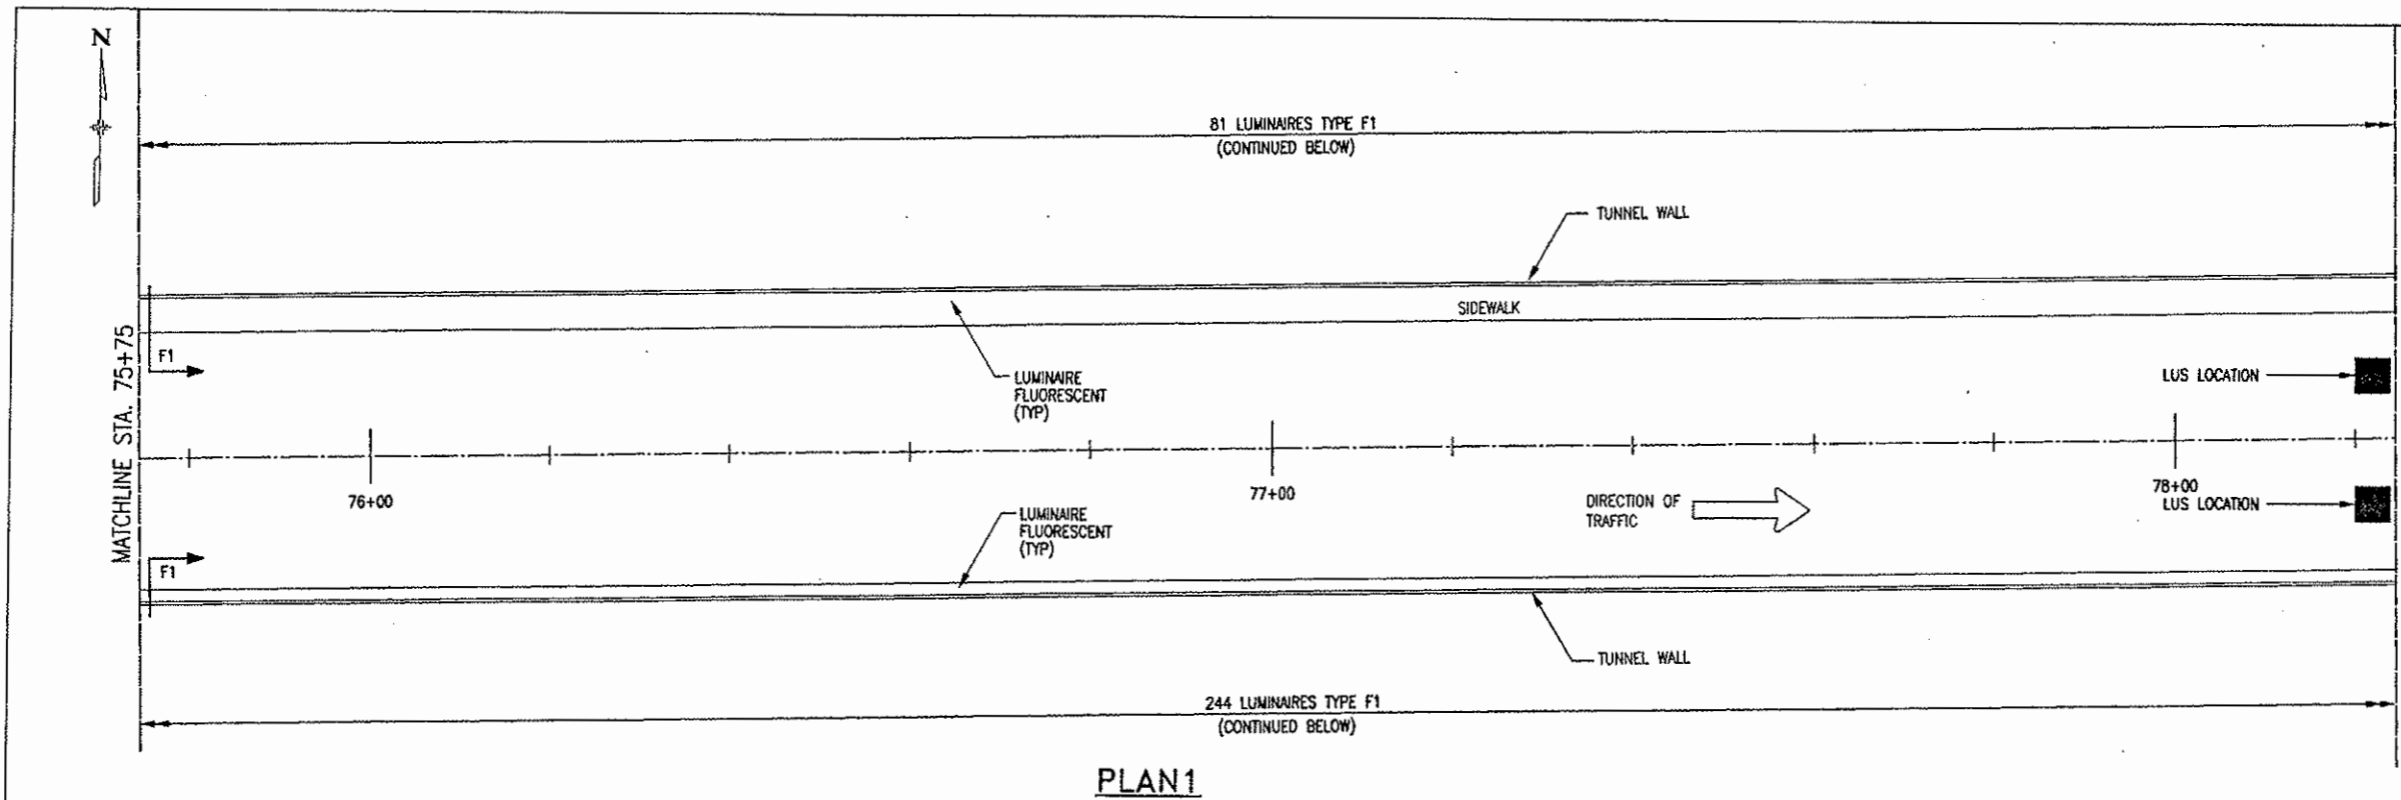 N
81 LUMINAIRES TYPE F1
(CONTINUED BELOW)
TUNNEL WALL
SIDEWALK
MATCHLINE STA. 75+75
F1
LUMINAIRE
FLUORESCENT
(TYP)
LUS LOCATION
76+00
77+00
78+00
DIRECTION OF
TRAFFIC
LUS LOCATION
LUMINAIRE
FLUORESCENT
(TYP)
F1
TUNNEL WALL
244 LUMINAIRES TYPE F1
(CONTINUED BELOW)
PLAN1